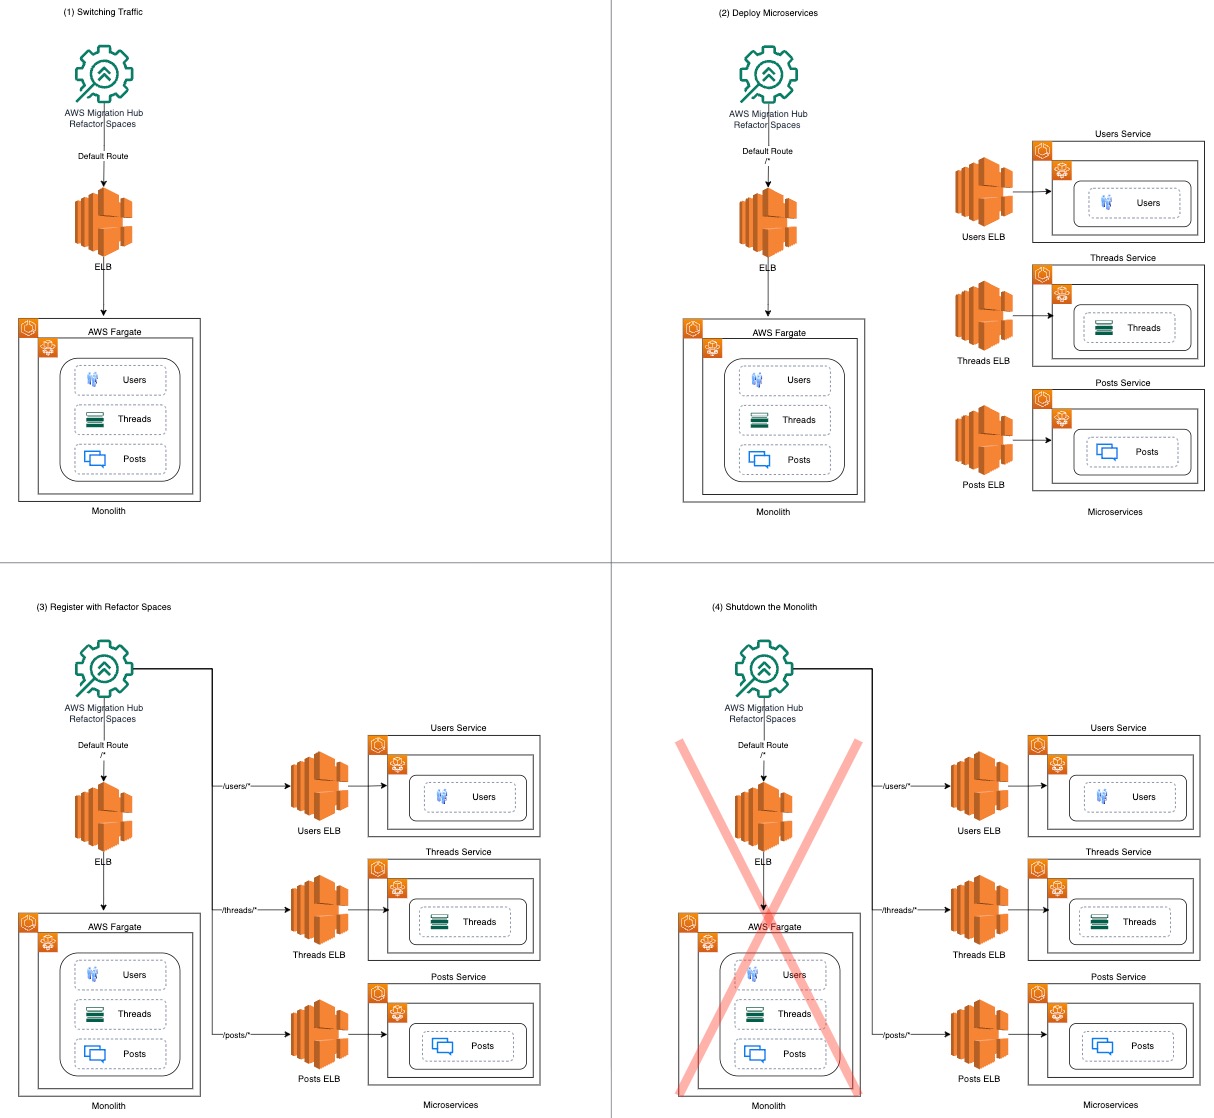 (1) Switching Traffic
AWS Migration Hub
Refactor Spaces
Default Route
ELB
AWS Fargate
Users
Threads
Posts
Monolith
(2) Deploy Microservices
AWS Migration Hub
Refactor Spaces
Default Route
/*
ELB
AWS Fargate
Users
Threads
Posts
Monolith
Users Service
Users
Users ELB
Threads Service
Threads
Threads ELB
Posts Service
Posts
Posts ELB
Microservices
(3) Register with Refactor Spaces
AWS Migration Hub
Refactor Spaces
Default Route
/*
ELB
AWS Fargate
Users
Threads
Posts
Monolith
/users/*
Users ELB
Users Service
Users
/threads/*
Threads ELB
Threads Service
Threads
/posts/*
Posts ELB
Posts Service
Posts
Microservices
(4) Shutdown the Monolith
AWS Migration Hub
Refactor Spaces
Default Route
/*
ELB
AWS Fargate
Users
Threads
Posts
Monolith
/users/*
Users ELB
Users Service
Users
/threads/*
Threads ELB
Threads Service
Threads
/posts/*
Posts ELB
Posts Service
Posts
Microservices